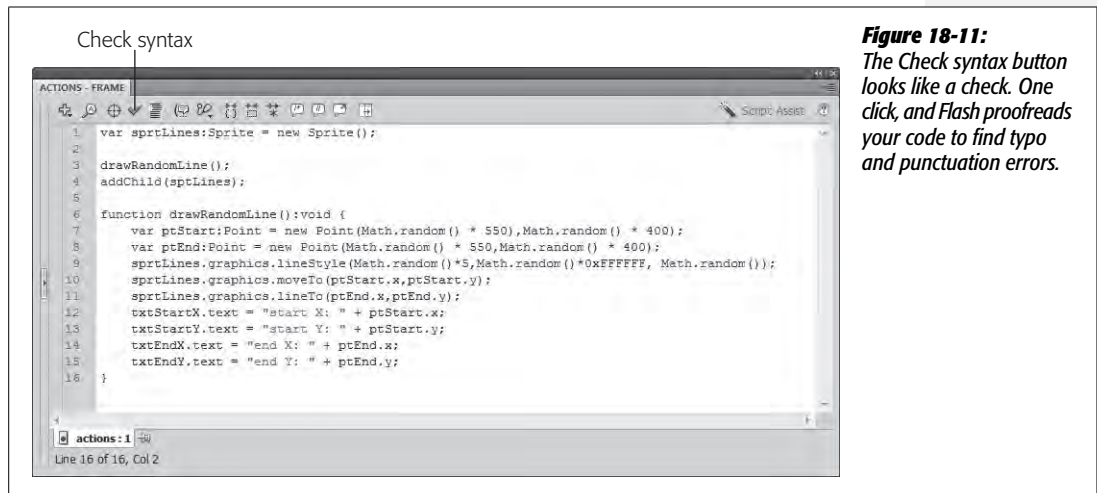 Check syntax
ACTIONS - FRAME
Script Assist
1 var sprtLines:Sprite = new Sprite();
2
3 drawRandomLine();
4 addChild(sptLines);
5
6 function drawRandomLine():void {
7 var ptStart:Point = new Point(Math.random() * 550),Math.random() * 400);
8 var ptEnd:Point = new Point(Math.random() * 550,Math.random() * 400);
9 sprtLines.graphics.lineStyle(Math.random()*5,Math.random()*0xFFFFFF, Math.random());
10 sprtLines.graphics.moveTo(ptStart.x,ptStart.y);
11 sprtLines.graphics.lineTo(ptEnd.x,ptEnd.y);
12 txtStartX.text = "start X: " + ptStart.x;
13 txtStartY.text = "start Y: " + ptStart.y;
14 txtEndX.text = "end X: " + ptEnd.x;
15 txtEndY.text = "end Y: " + ptEnd.y;
16 }
actions : 1
Line 16 of 16, Col 2
Figure 18-11:
The Check syntax button
looks like a check. One
click, and Flash proofreads
your code to find typo
and punctuation errors.